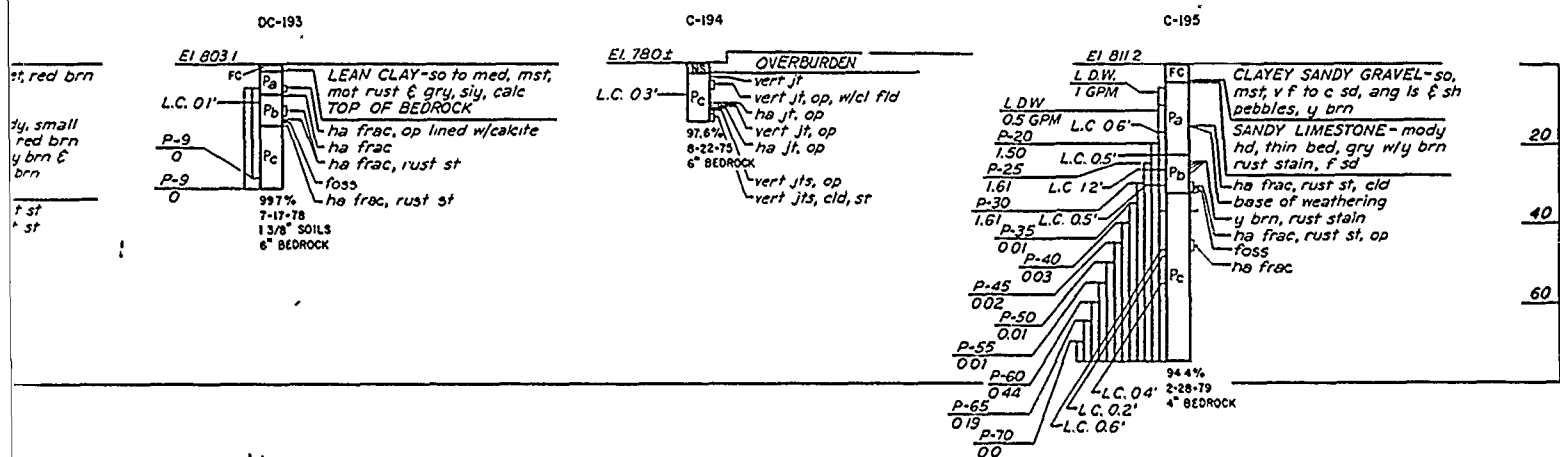 DC-193
C-194
C-195
red brn
small
red brn
y brn &
brn
t st
st
El 803 1
FC
Pa
Pb
Pc
LEAN CLAY-so to med, mst,
mot rust & gry, sly, calc
TOP OF BEDROCK
L.C. 0 1'
ha frac, op lined w/calcite
ha frac
ha frac, rust st
foss
ha frac, rust st
P-9
0
P-9
0
99 7%
7-17-78
1 3/8" SOILS
6" BEDROCK
El. 780 ±
OVERBURDEN
NS
Pc
L.C. 0 3'
vert jt
vert jt, op, w/cl fld
ha jt, op
vert jt, op
ha jt, op
vert jts, op
vert jts, cld, st
97.6%
8-22-75
6" BEDROCK
El 811 2
FC
Pa
Pb
Pc
CLAYEY SANDY GRAVEL-so,
mst, v f to c sd, ang ls & sh
pebbles, y brn
SANDY LIMESTONE- mody
hd, thin bed, gry w/y brn
rust stain, f sd
ha frac, rust st, cld
base of weathering
y brn, rust stain
ha frac, rust st, op
foss
ha frac
L D.W.
1 GPM
L D W
0.5 GPM
L.C 0 6'
P-20
1.50
L.C. 0.5'
P-25
1.61
L.C 1 2'
P-30
1.61
L.C. 0.5'
P-35
0 01
P-40
0 03
P-45
0 02
P-50
0.01
P-55
0 01
P-60
0 44
P-65
0 19
P-70
0 0
L.C. 0 4'
L.C. 0.2'
L.C. 0.6'
94 4%
2-28-79
4" BEDROCK
20
40
60